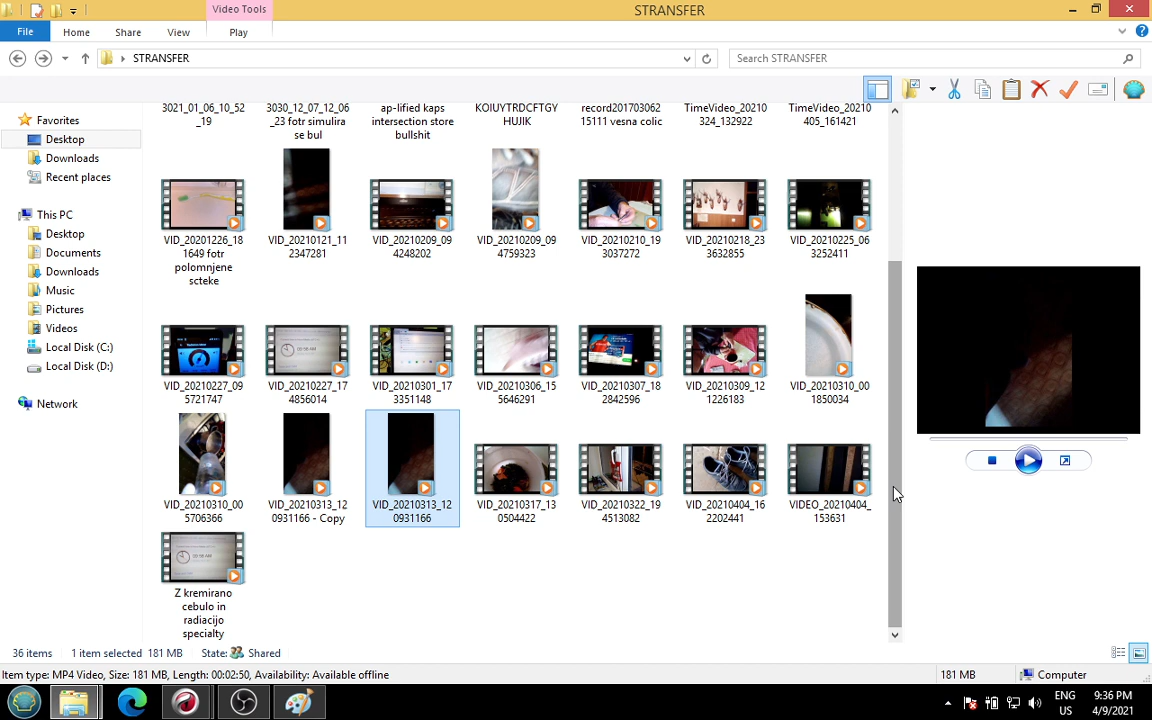 Video Tools
STRANSFER
File
Home
Share
View
Play
STRANSFER
Search STRANSFER
Favorites
Desktop
Downloads
Recent places
This PC
Desktop
Documents
Downloads
Music
Pictures
Videos
Local Disk (C:)
Local Disk (D:)
Network
3021_01_06_10_52
_19
3030_12_07_12_06
_23 fotr simulira
se bul
ap-lified kaps
intersection store
bullshit
KOIUYTRDCFTGY
HUJIK
record201703062
15111 vesna colic
TimeVideo_20210
324_132922
TimeVideo_20210
405_161421
VID_20201226_18
1649 fotr
polomnjene
scteke
VID_20210121_11
2347281
VID_20210209_09
4248202
VID_20210209_09
4759323
VID_20210210_19
3037272
VID_20210218_23
3632855
VID_20210225_06
3252411
VID_20210227_09
5721747
VID_20210227_17
4856014
VID_20210301_17
3351148
VID_20210306_15
5646291
VID_20210307_18
2842596
VID_20210309_12
1226183
VID_20210310_00
1850034
VID_20210310_00
5706366
VID_20210313_12
0931166 - Copy
VID_20210313_12
0931166
VID_20210317_13
0504422
VID_20210322_19
4513082
VID_20210404_16
2202441
VIDEO_20210404_
153631
Z kremirano
cebulo in
radiacijo
specialty
36 items
1 item selected 181 MB
State: Shared
Item type: MP4 Video, Size: 181 MB, Length: 00:02:50, Availability: Available offline
181 MB
Computer
ENG
US
9:36 PM
4/9/2021